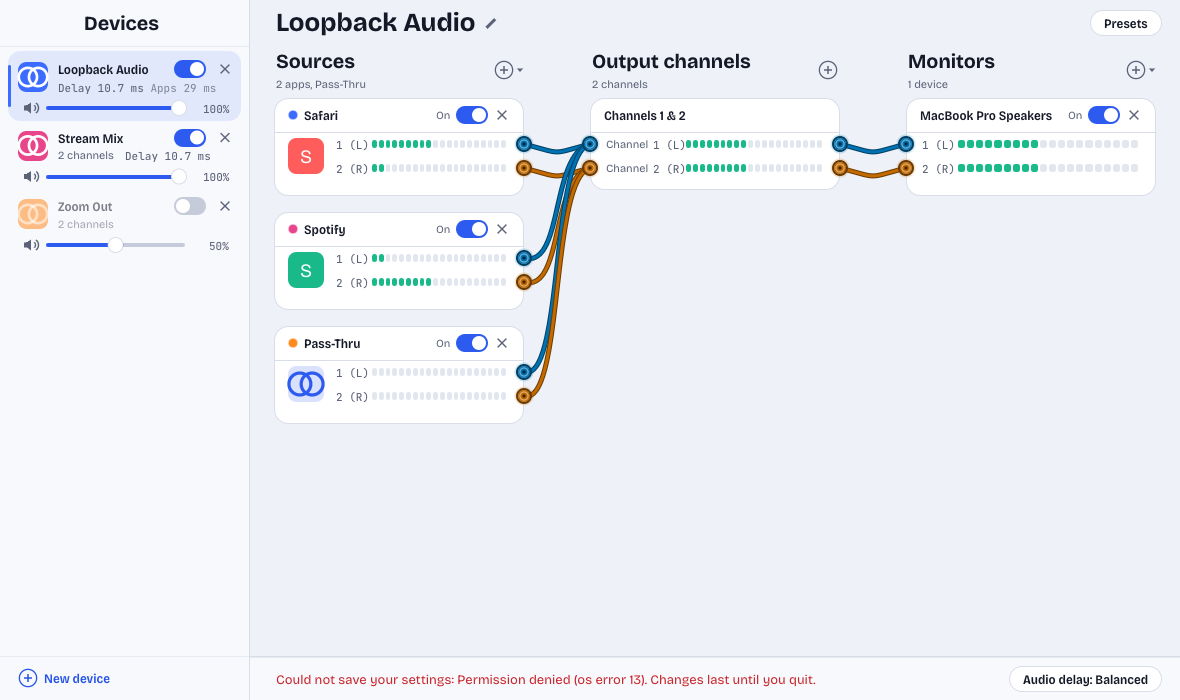 Devices
Loopback Audio
Delay 10.7 ms Apps 29 ms
100%
Stream Mix
2 channels Delay 10.7 ms
100%
Zoom Out
2 channels
50%
New device
Loopback Audio
Presets
Sources
2 apps, Pass-Thru
Safari On
S
1 (L)
2 (R)
Spotify On
S
1 (L)
2 (R)
Pass-Thru On
1 (L)
2 (R)
Output channels
2 channels
Channels 1 & 2
Channel 1 (L)
Channel 2 (R)
Monitors
1 device
MacBook Pro Speakers On
1 (L)
2 (R)
Could not save your settings: Permission denied (os error 13). Changes last until you quit.
Audio delay: Balanced